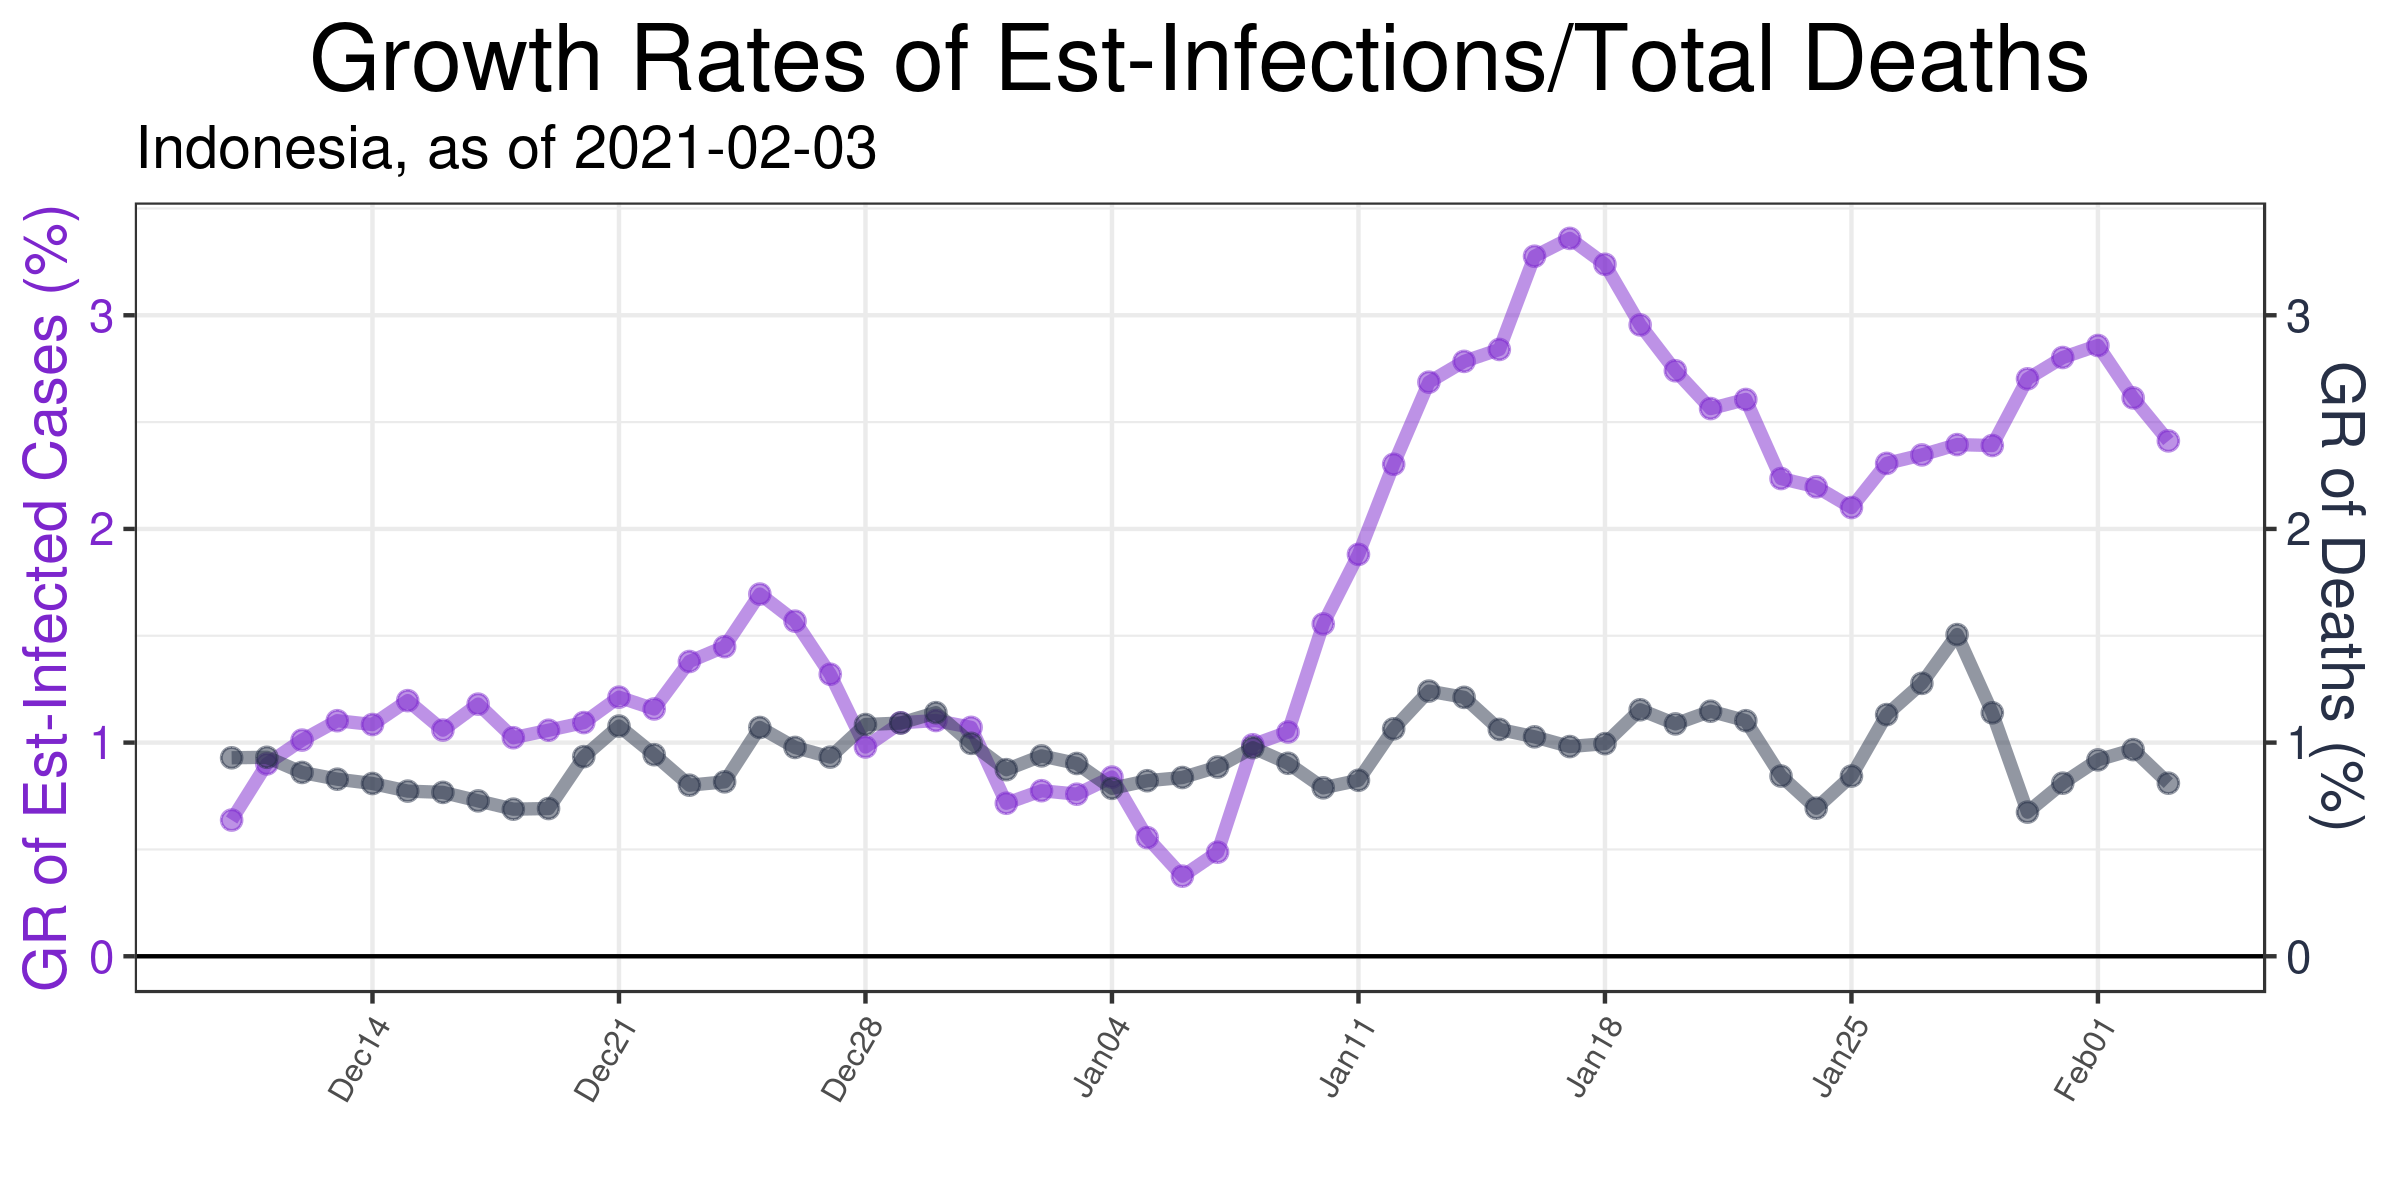 Growth Rates of Est-Infections/Total Deaths
Indonesia, as of 2021-02-03
GR of Est-Infected Cases (%)
3
2
1
0
3
2
1
0
GR of Deaths (%)
Dec14
Dec21
Dec28
Jan04
Jan11
Jan18
Jan25
Feb01